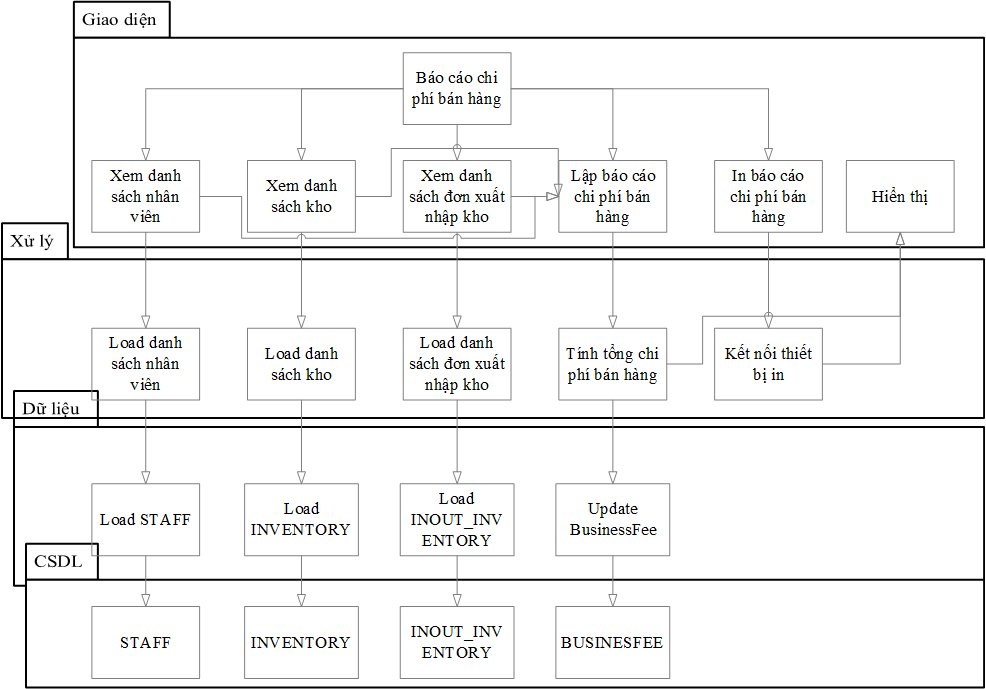 Giao diện
Báo cáo chi
phí bán hàng
Xem danh
sách nhân
viên
Xem danh
sách kho
Xem danh
sách đơn xuất
nhập kho
Lập báo cáo
chi phí bán
hàng
In báo cáo
chi phí bán
hàng
Hiển thị
Xử lý
Load danh
sách nhân
viên
Load danh
sách kho
Load danh
sách đơn xuất
nhập kho
Tính tổng chi
phí bán hàng
Kết nối thiết
bị in
Dữ liệu
Load STAFF
Load
INVENTORY
Load
INOUT_INV
ENTORY
Update
BusinessFee
CSDL
STAFF
INVENTORY
INOUT_INV
ENTORY
BUSINESFEE